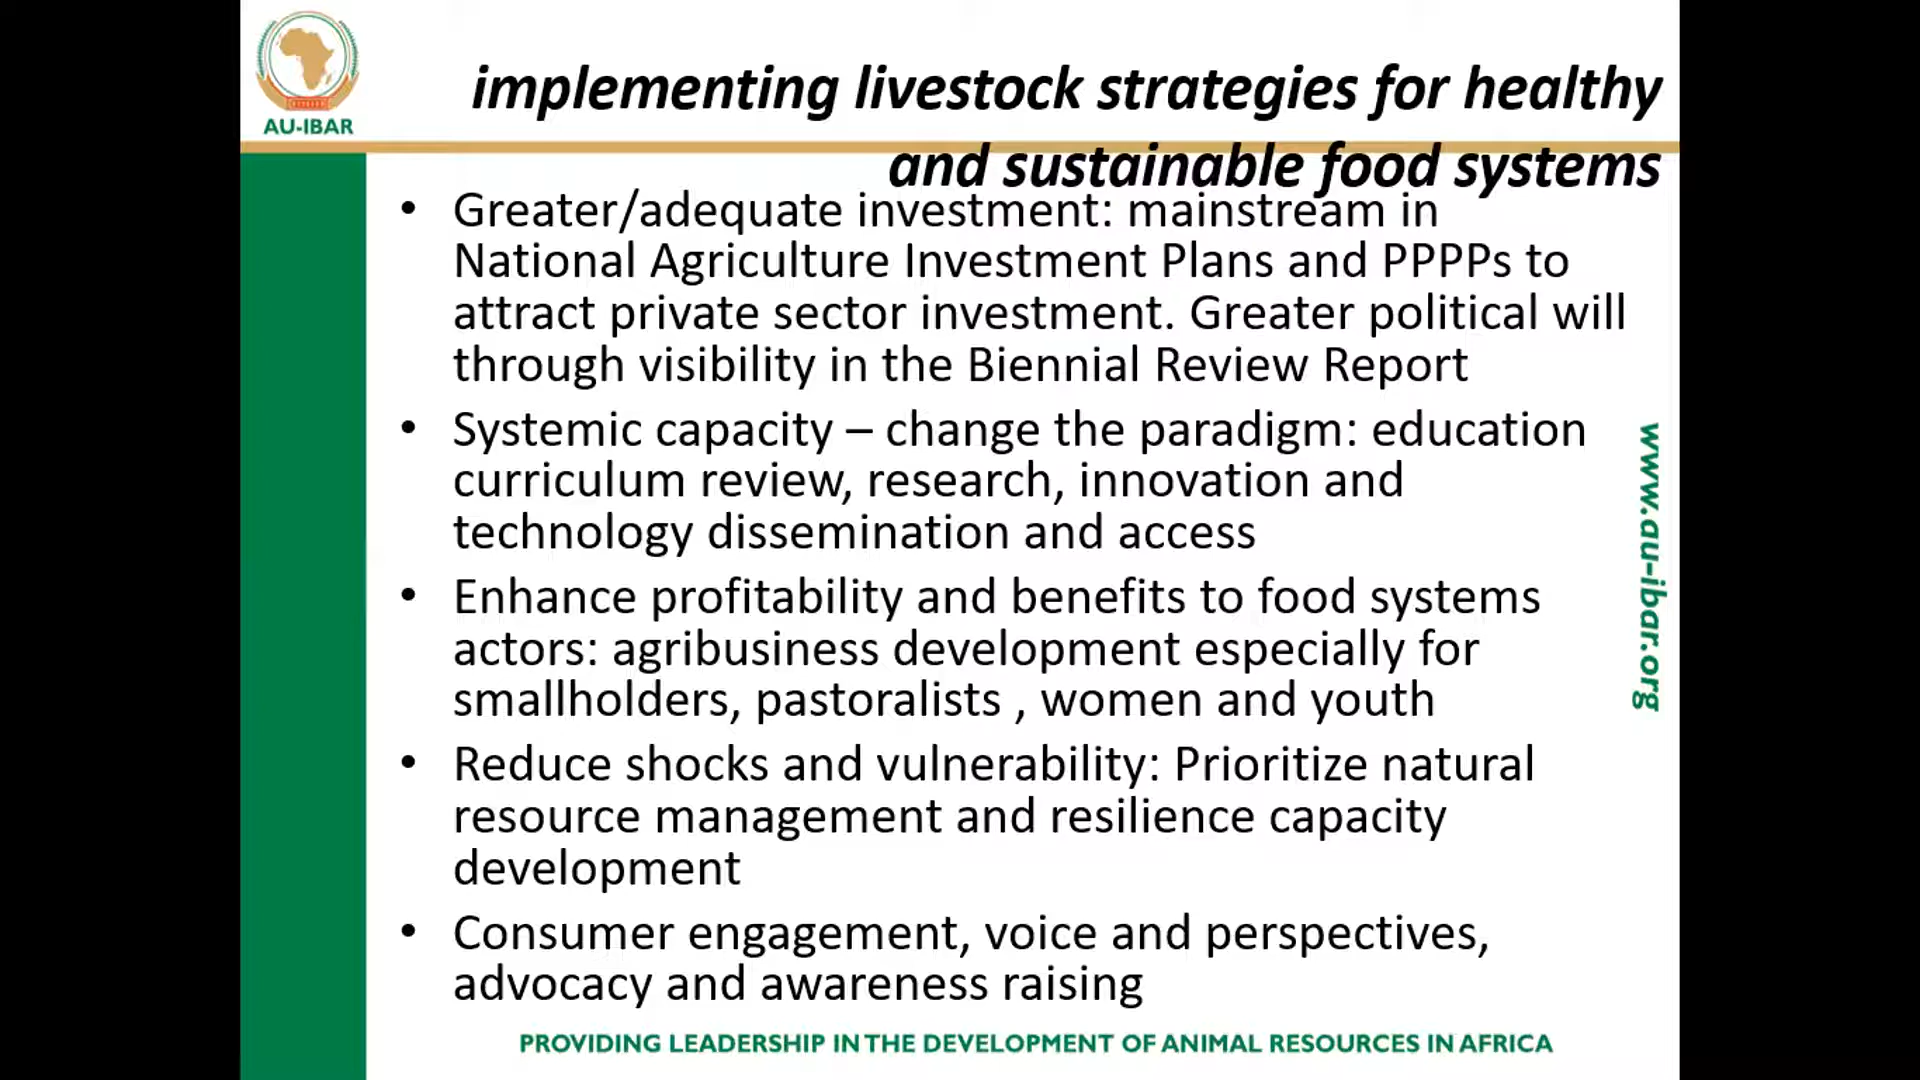 AU-IBAR
implementing livestock strategies for healthy
and sustainable food systems
• Greater/adequate investment: mainstream in
National Agriculture Investment Plans and PPPPs to
attract private sector investment. Greater political will
through visibility in the Biennial Review Report
• Systemic capacity – change the paradigm: education
curriculum review, research, innovation and
technology dissemination and access
• Enhance profitability and benefits to food systems
actors: agribusiness development especially for
smallholders, pastoralists , women and youth
• Reduce shocks and vulnerability: Prioritize natural
resource management and resilience capacity
development
• Consumer engagement, voice and perspectives,
advocacy and awareness raising
www.au-ibar.org
PROVIDING LEADERSHIP IN THE DEVELOPMENT OF ANIMAL RESOURCES IN AFRICA